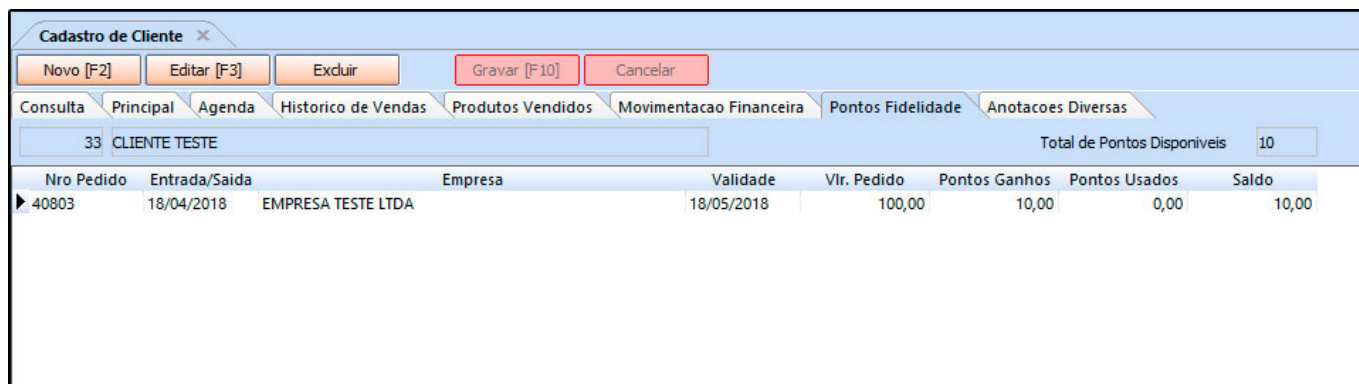 Cadastro de Cliente
Novo [F2] Editar [F3] Excluir Gravar [F10] Cancelar
Consulta Principal Agenda Historico de Vendas Produtos Vendidos Movimentacao Financeira Pontos Fidelidade Anotacoes Diversas
33 CLIENTE TESTE Total de Pontos Disponiveis 10
Nro Pedido Entrada/Saida Empresa Validade Vlr. Pedido Pontos Ganhos Pontos Usados Saldo
40803 18/04/2018 EMPRESA TESTE LTDA 18/05/2018 100,00 10,00 0,00 10,00